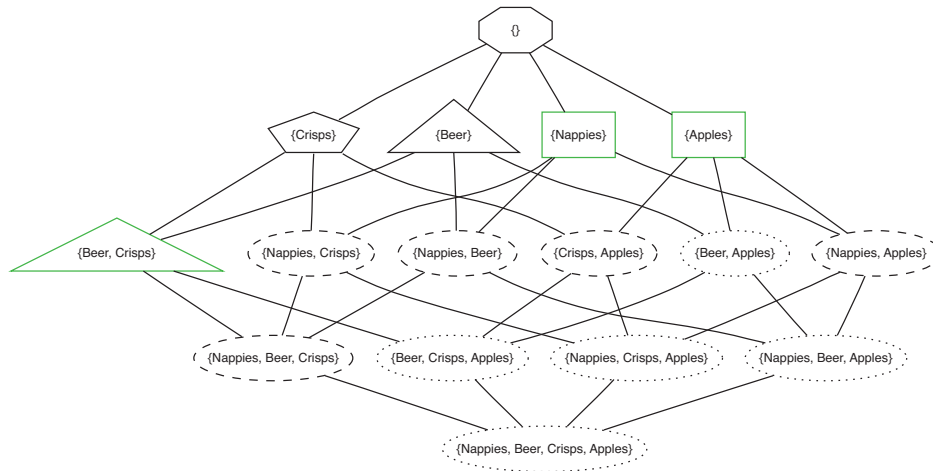 {}
{Crisps}
{Beer}
{Nappies}
{Apples}
{Beer, Crisps}
{Nappies, Crisps}
{Nappies, Beer}
{Crisps, Apples}
{Beer, Apples}
{Nappies, Apples}
{Nappies, Beer, Crisps}
{Beer, Crisps, Apples}
{Nappies, Crisps, Apples}
{Nappies, Beer, Apples}
{Nappies, Beer, Crisps, Apples}